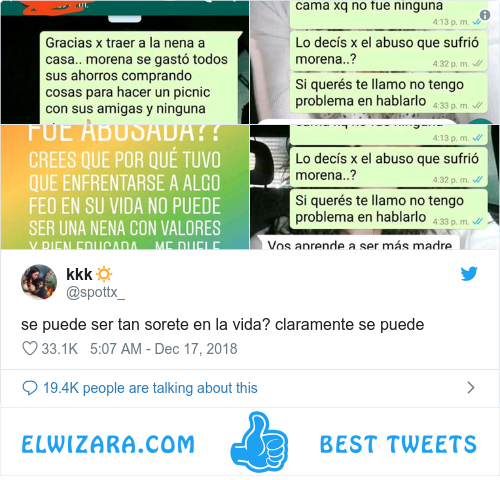 Gracias x traer a la nena a
casa.. morena se gastó todos
sus ahorros comprando
cosas para hacer un picnic
con sus amigas y ninguna
cama xq no fue ninguna
4:13 p. m.
Lo decís x el abuso que sufrió
morena..?
4:32 p. m.
Si querés te llamo no tengo
problema en hablarlo
4:33 p. m.
FUE ABUSADA??
CREES QUE POR QUÉ TUVO
QUE ENFRENTARSE A ALGO
FEO EN SU VIDA NO PUEDE
SER UNA NENA CON VALORES
Y BIEN EDUCADA... ME DUELE
cama xq no fue ninguna
4:13 p. m.
Lo decís x el abuso que sufrió
morena..?
4:32 p. m.
Si querés te llamo no tengo
problema en hablarlo
4:33 p. m.
Vos aprende a ser más madre
kkk
@spottx_
se puede ser tan sorete en la vida? claramente se puede
33.1K 5:07 AM - Dec 17, 2018
19.4K people are talking about this
ELWIZARA.COM
BEST TWEETS